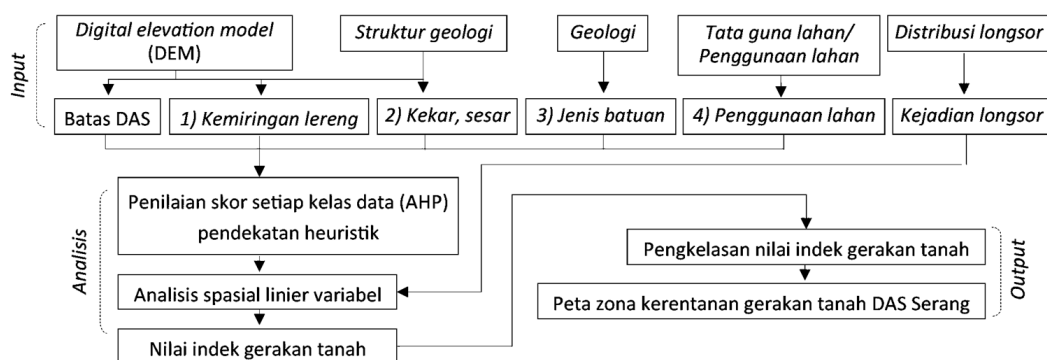 Input
Digital elevation model
(DEM)
Struktur geologi
Geologi
Tata guna lahan/
Penggunaan lahan
Distribusi longsor
Batas DAS
1) Kemiringan lereng
2) Kekar, sesar
3) Jenis batuan
4) Penggunaan lahan
Kejadian longsor
Analisis
Penilaian skor setiap kelas data (AHP)
pendekatan heuristik
Analisis spasial linier variabel
Nilai indek gerakan tanah
Pengkelasan nilai indek gerakan tanah
Peta zona kerentanan gerakan tanah DAS Serang
Output